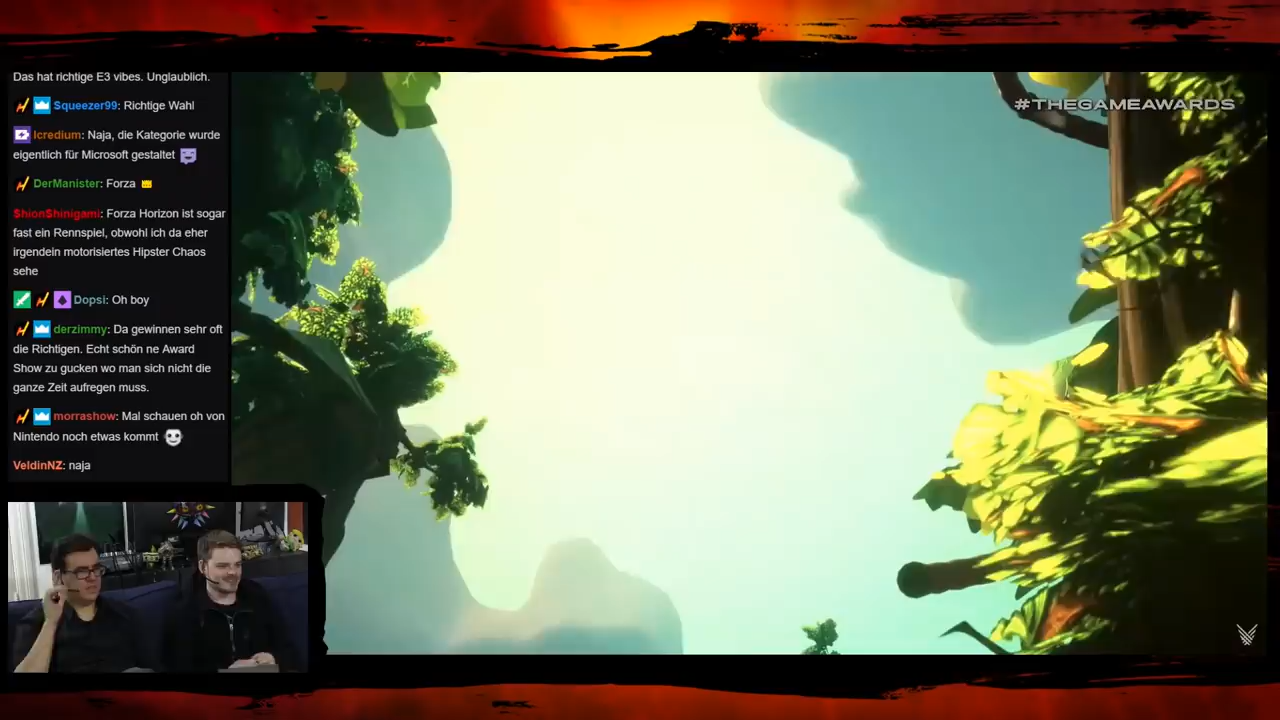 Das hat richtige E3 vibes. Unglaublich.
Squeezer99: Richtige Wahl
Icredium: Naja, die Kategorie wurde
eigentlich für Microsoft gestaltet
DerManister: Forza
$hion$hinigami: Forza Horizon ist sogar
fast ein Rennspiel, obwohl ich da eher
irgendein motorisiertes Hipster Chaos
sehe
Dopsi: Oh boy
derzimmy: Da gewinnen sehr oft
die Richtigen. Echt schön ne Award
Show zu gucken wo man sich nicht die
ganze Zeit aufregen muss.
morrashow: Mal schauen oh von
Nintendo noch etwas kommt
VeldinNZ: naja
#THEGAMEAWARDS